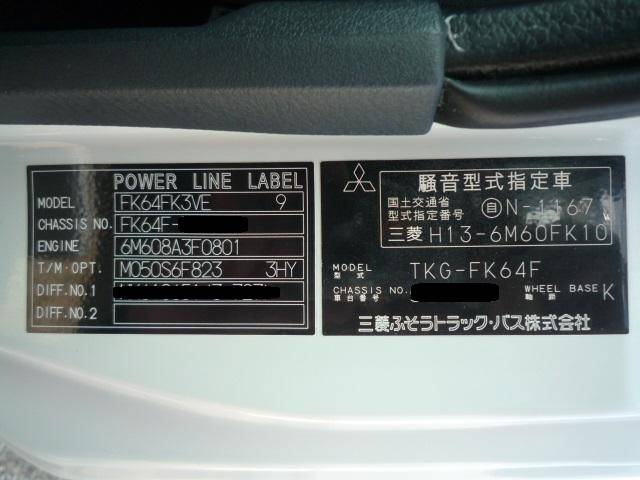 POWER LINE LABEL
MODEL FK64FK3VE 9
CHASSIS NO. FK64F-
ENGINE 6M608A3F0801
T/M·OPT. M050S6F823 3HY
DIFF.NO.1
DIFF.NO.2
騒音型式指定車
国土交通省
型式指定番号 自N-1167
三菱 H13-6M60FK10
MODEL
型式 TKG-FK64F
CHASSIS NO. WHEEL BASE K
車台番号 軸距
三菱ふそうトラック・バス株式会社